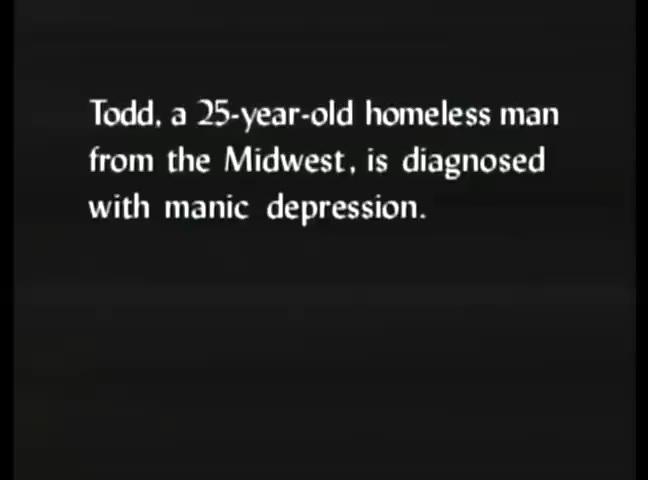 Todd, a 25-year-old homeless man
from the Midwest, is diagnosed
with manic depression.